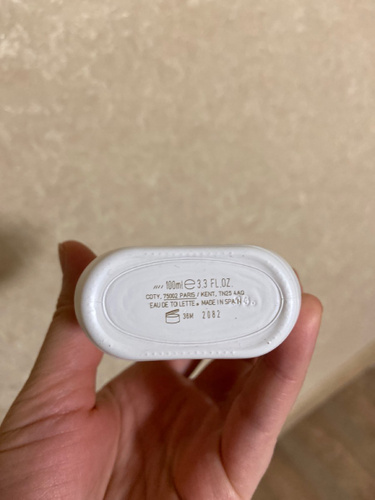 100ml ℮ 3.3 FL.OZ.
COTY, 75002 PARIS / KENT, TN25 4AQ
EAU DE TOILETTE. MADE IN SPAIN
36M 2082